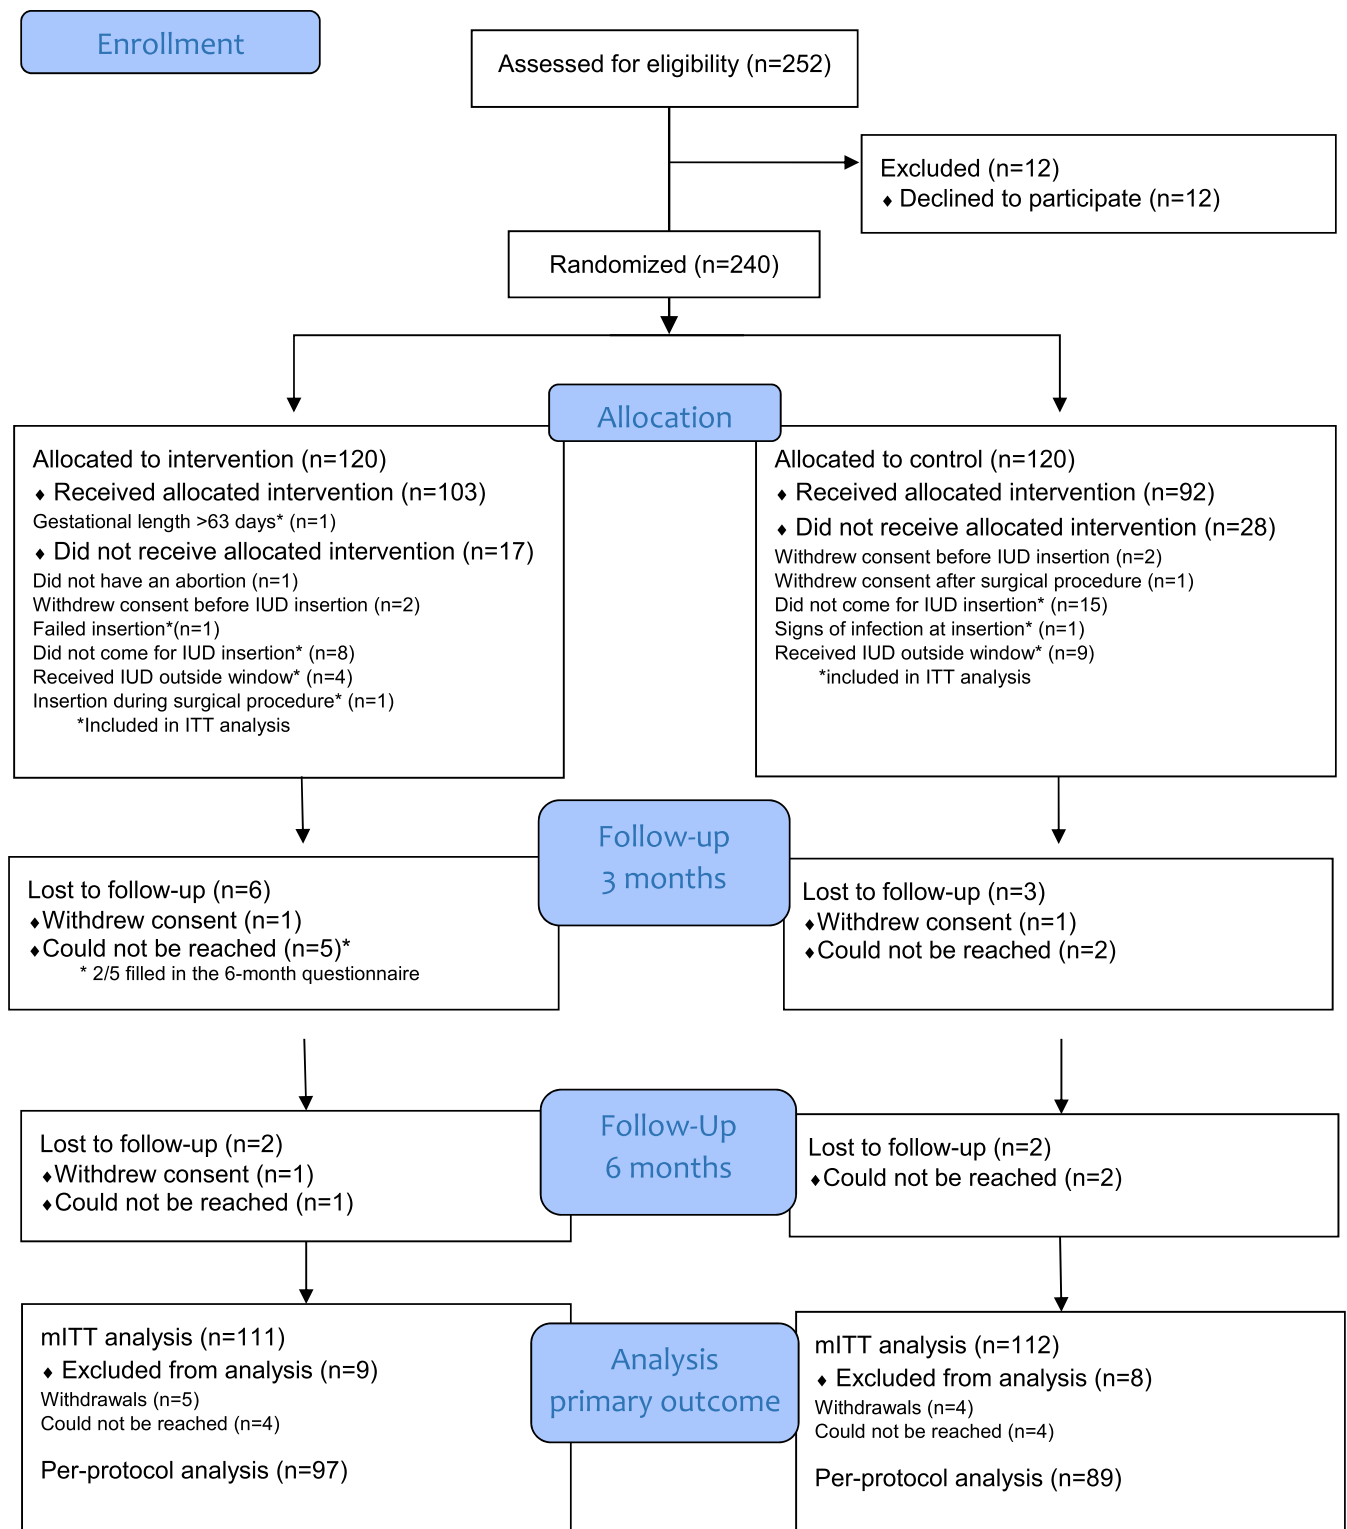 Enrollment
Assessed for eligibility (n=252)
Excluded (n=12)
♦ Declined to participate (n=12)
Randomized (n=240)
Allocation
Allocated to intervention (n=120)
♦ Received allocated intervention (n=103)
Gestational length >63 days* (n=1)
♦ Did not receive allocated intervention (n=17)
Did not have an abortion (n=1)
Withdrew consent before IUD insertion (n=2)
Failed insertion*(n=1)
Did not come for IUD insertion* (n=8)
Received IUD outside window* (n=4)
Insertion during surgical procedure* (n=1)
*Included in ITT analysis
Allocated to control (n=120)
♦ Received allocated intervention (n=92)
♦ Did not receive allocated intervention (n=28)
Withdrew consent before IUD insertion (n=2)
Withdrew consent after surgical procedure (n=1)
Did not come for IUD insertion* (n=15)
Signs of infection at insertion* (n=1)
Received IUD outside window* (n=9)
*included in ITT analysis
Follow-up
3 months
Lost to follow-up (n=6)
♦Withdrew consent (n=1)
♦Could not be reached (n=5)*
* 2/5 filled in the 6-month questionnaire
Lost to follow-up (n=3)
♦Withdrew consent (n=1)
♦Could not be reached (n=2)
Follow-Up
6 months
Lost to follow-up (n=2)
♦Withdrew consent (n=1)
♦Could not be reached (n=1)
Lost to follow-up (n=2)
♦Could not be reached (n=2)
Analysis
primary outcome
mITT analysis (n=111)
♦ Excluded from analysis (n=9)
Withdrawals (n=5)
Could not be reached (n=4)
Per-protocol analysis (n=97)
mITT analysis (n=112)
♦ Excluded from analysis (n=8)
Withdrawals (n=4)
Could not be reached (n=4)
Per-protocol analysis (n=89)